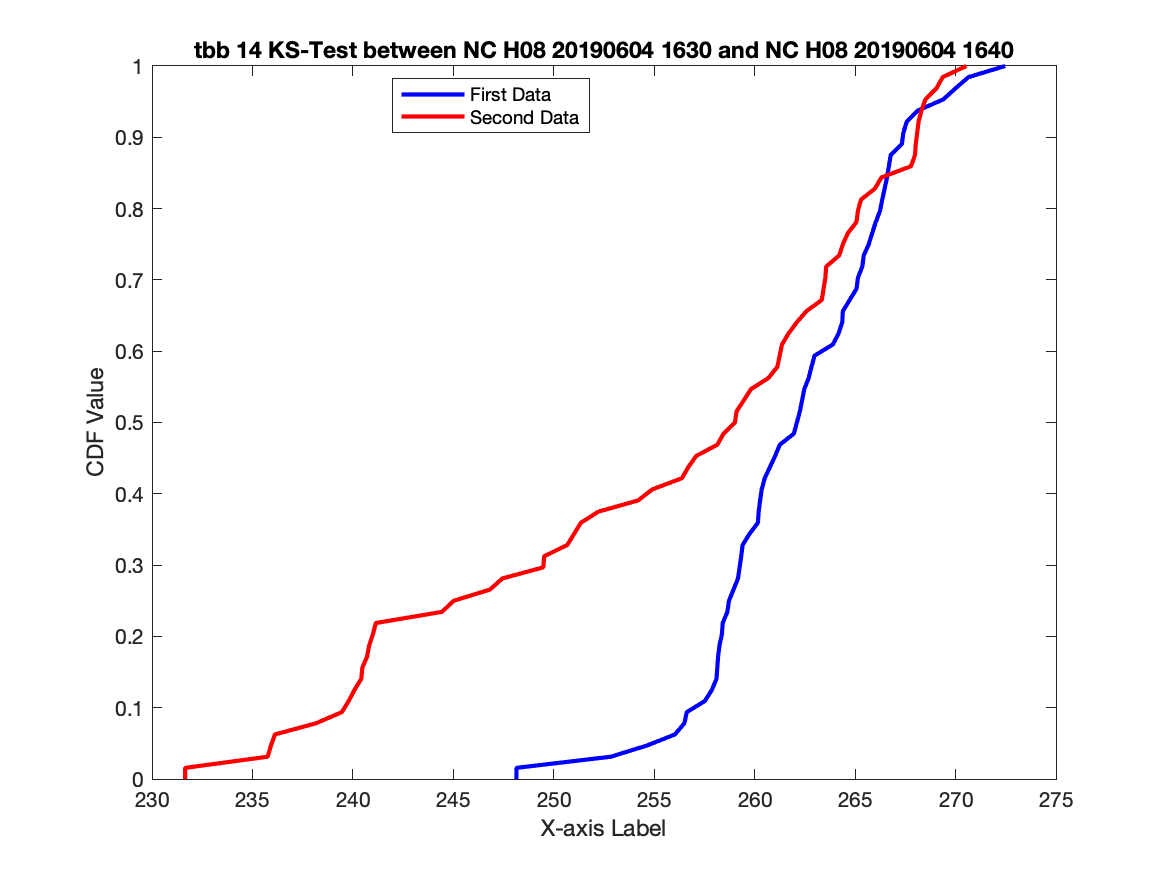 tbb 14 KS-Test between NC H08 20190604 1630 and NC H08 20190604 1640
First Data
Second Data
CDF Value
1
0.9
0.8
0.7
0.6
0.5
0.4
0.3
0.2
0.1
0
230 235 240 245 250 255 260 265 270 275
X-axis Label